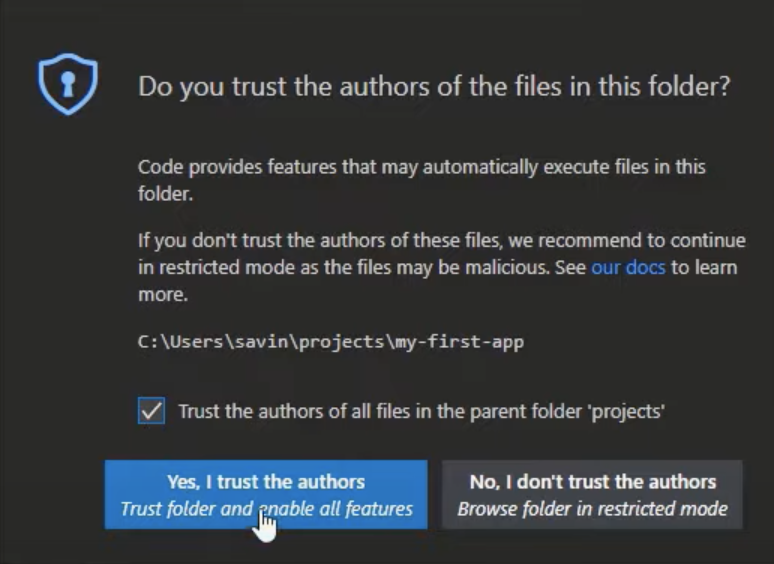 Do you trust the authors of the files in this folder?
Code provides features that may automatically execute files in this
folder.
If you don't trust the authors of these files, we recommend to continue
in restricted mode as the files may be malicious. See our docs to learn
more.
C:\Users\savin\projects\my-first-app
Trust the authors of all files in the parent folder 'projects'
Yes, I trust the authors
Trust folder and enable all features
No, I don't trust the authors
Browse folder in restricted mode